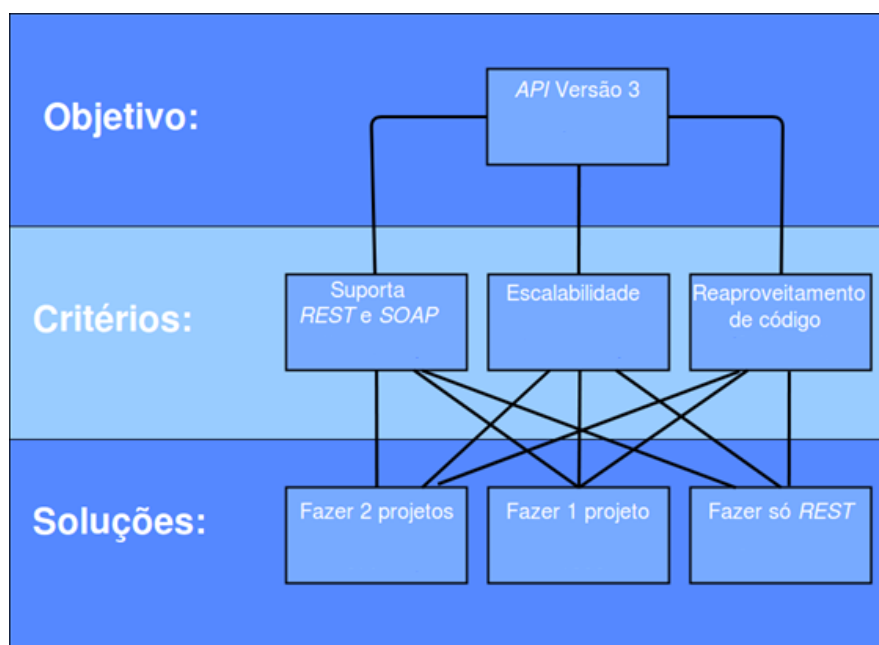 Objetivo:
API Versão 3
Critérios:
Suporta
REST e SOAP
Escalabilidade
Reaproveitamento
de código
Soluções:
Fazer 2 projetos
Fazer 1 projeto
Fazer só REST